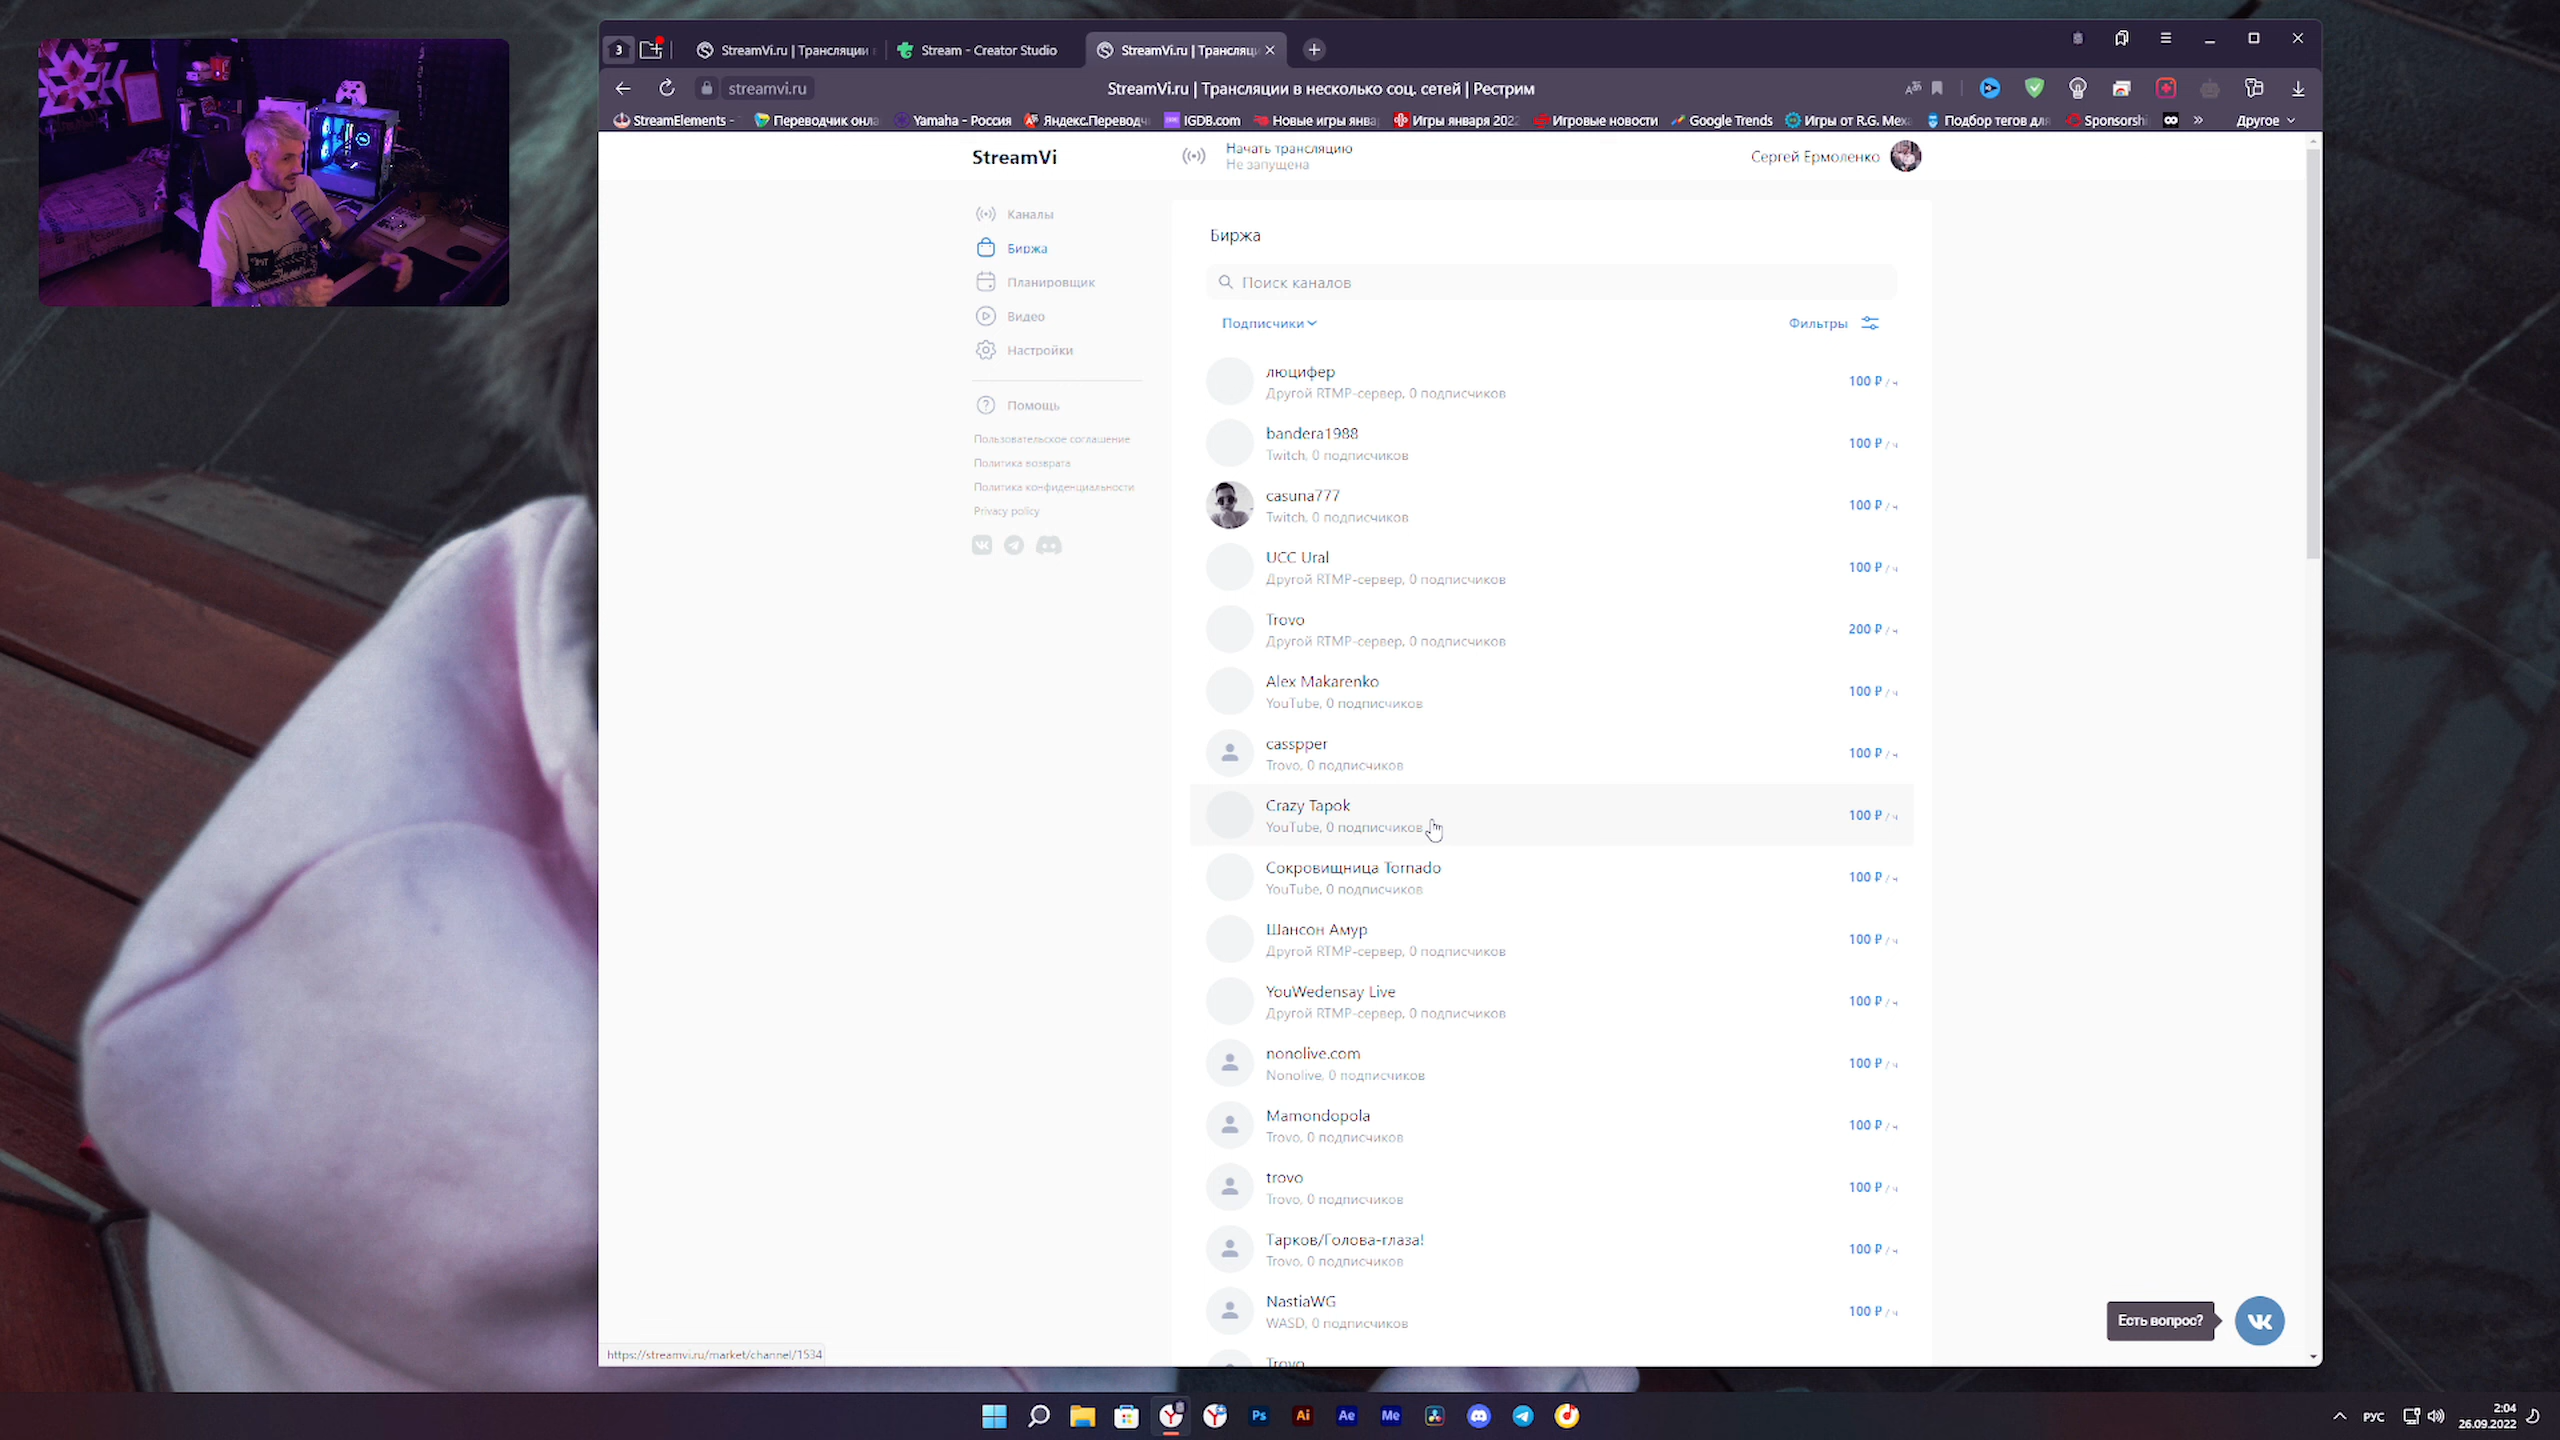 3
StreamVi.ru | Трансляции в
Stream - Creator Studio
StreamVi.ru | Трансляци
streamvi.ru
StreamVi.ru | Трансляции в несколько соц. сетей | Рестрим
StreamElements -
Переводчик онла
Yamaha - Россия
Яндекс.Переводч
IGDB.com
Новые игры янва
Игры января 2022
Игровые новости
Google Trends
Игры от R.G. Меха
Подбор тегов для
Sponsorshi
»
Другое
StreamVi
Начать трансляцию
Не запущена
Сергей Ермоленко
Каналы
Биржа
Планировщик
Видео
Настройки
Помощь
Пользовательское соглашение
Политика возврата
Политика конфиденциальности
Privacy policy
Биржа
Поиск каналов
Подписчики
Фильтры
люцифер
Другой RTMP-сервер, 0 подписчиков
100 ₽ / ч
bandera1988
Twitch, 0 подписчиков
100 ₽ / ч
casuna777
Twitch, 0 подписчиков
100 ₽ / ч
UCC Ural
Другой RTMP-сервер, 0 подписчиков
100 ₽ / ч
Trovo
Другой RTMP-сервер, 0 подписчиков
200 ₽ / ч
Alex Makarenko
YouTube, 0 подписчиков
100 ₽ / ч
casspper
Trovo, 0 подписчиков
100 ₽ / ч
Crazy Tapok
YouTube, 0 подписчиков
100 ₽ / ч
Сокровищница Tornado
YouTube, 0 подписчиков
100 ₽ / ч
Шансон Амур
Другой RTMP-сервер, 0 подписчиков
100 ₽ / ч
YouWedensay Live
Другой RTMP-сервер, 0 подписчиков
100 ₽ / ч
nonolive.com
Nonolive, 0 подписчиков
100 ₽ / ч
Mamondopola
Trovo, 0 подписчиков
100 ₽ / ч
trovo
Trovo, 0 подписчиков
100 ₽ / ч
Тарков/Голова-глаза!
Trovo, 0 подписчиков
100 ₽ / ч
NastiaWG
WASD, 0 подписчиков
100 ₽ / ч
Trovo
Есть вопрос?
https://streamvi.ru/market/channel/1534
Ps
Ai
Ae
Me
РУС
2:04
26.09.2022